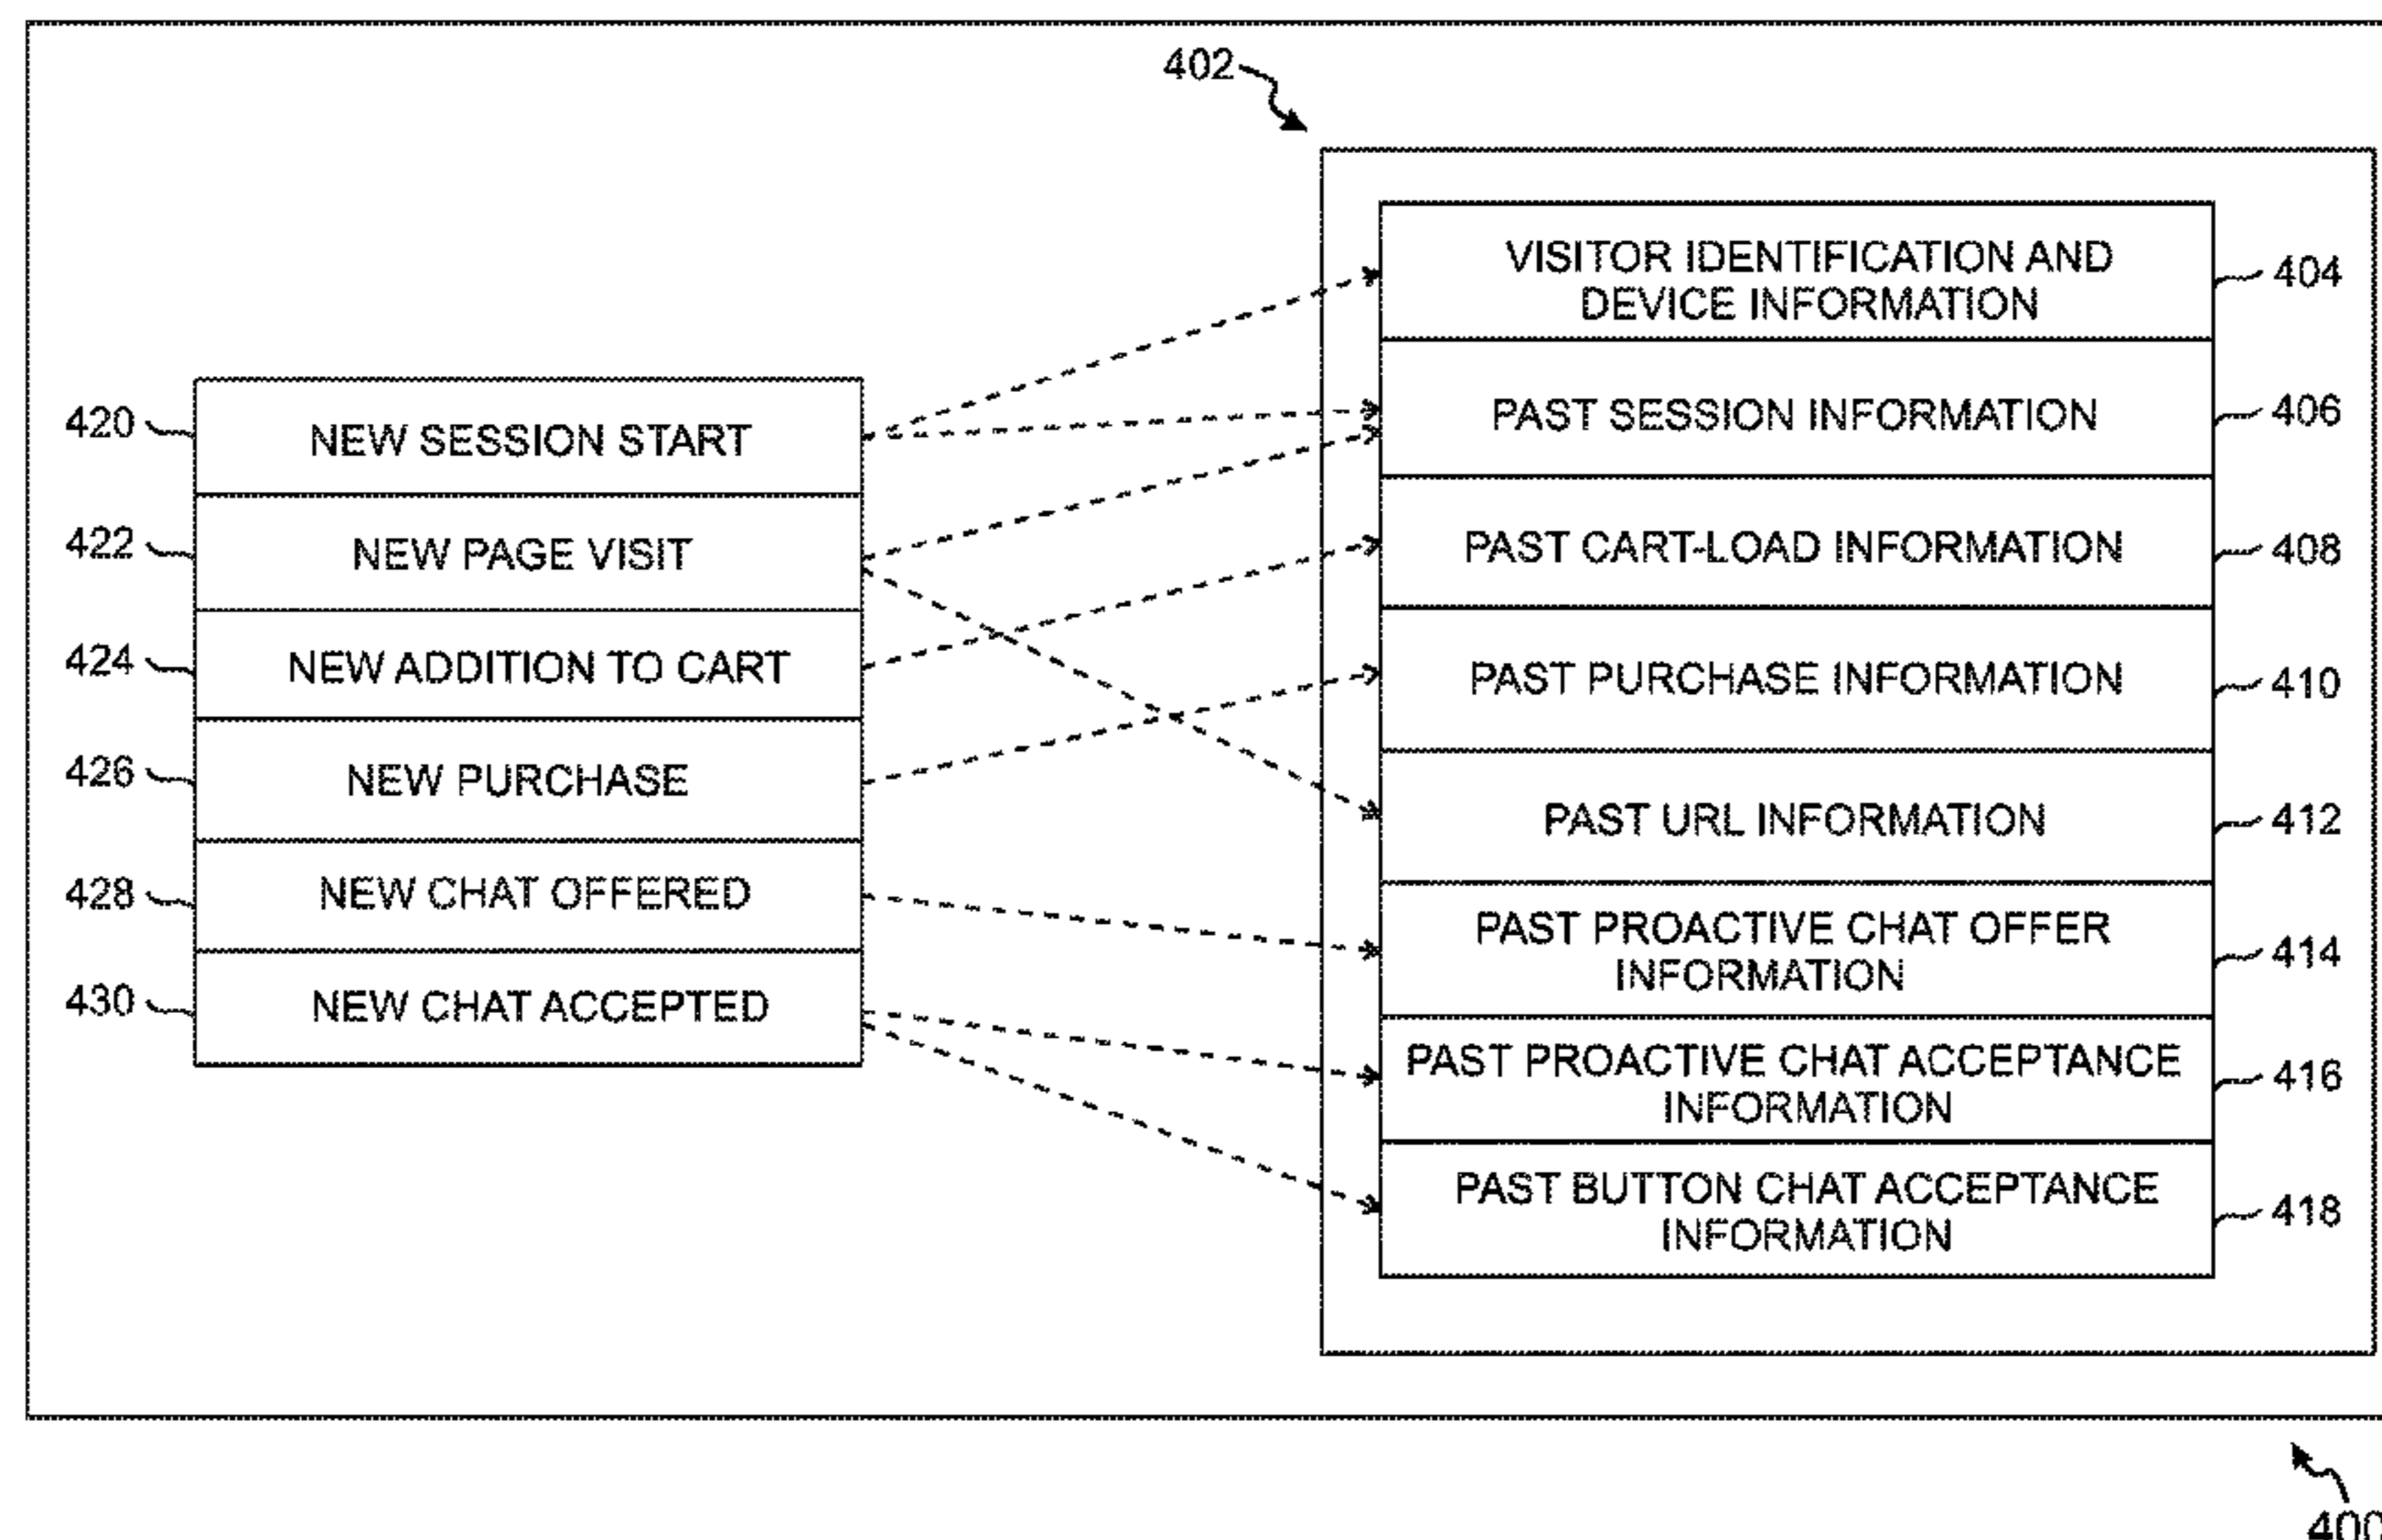 402
420
NEW SESSION START
422
NEW PAGE VISIT
424
NEW ADDITION TO CART
426
NEW PURCHASE
428
NEW CHAT OFFERED
430
NEW CHAT ACCEPTED
VISITOR IDENTIFICATION AND
DEVICE INFORMATION
404
PAST SESSION INFORMATION
406
PAST CART-LOAD INFORMATION
408
PAST PURCHASE INFORMATION
410
PAST URL INFORMATION
412
PAST PROACTIVE CHAT OFFER
INFORMATION
414
PAST PROACTIVE CHAT ACCEPTANCE
INFORMATION
416
PAST BUTTON CHAT ACCEPTANCE
INFORMATION
418
400